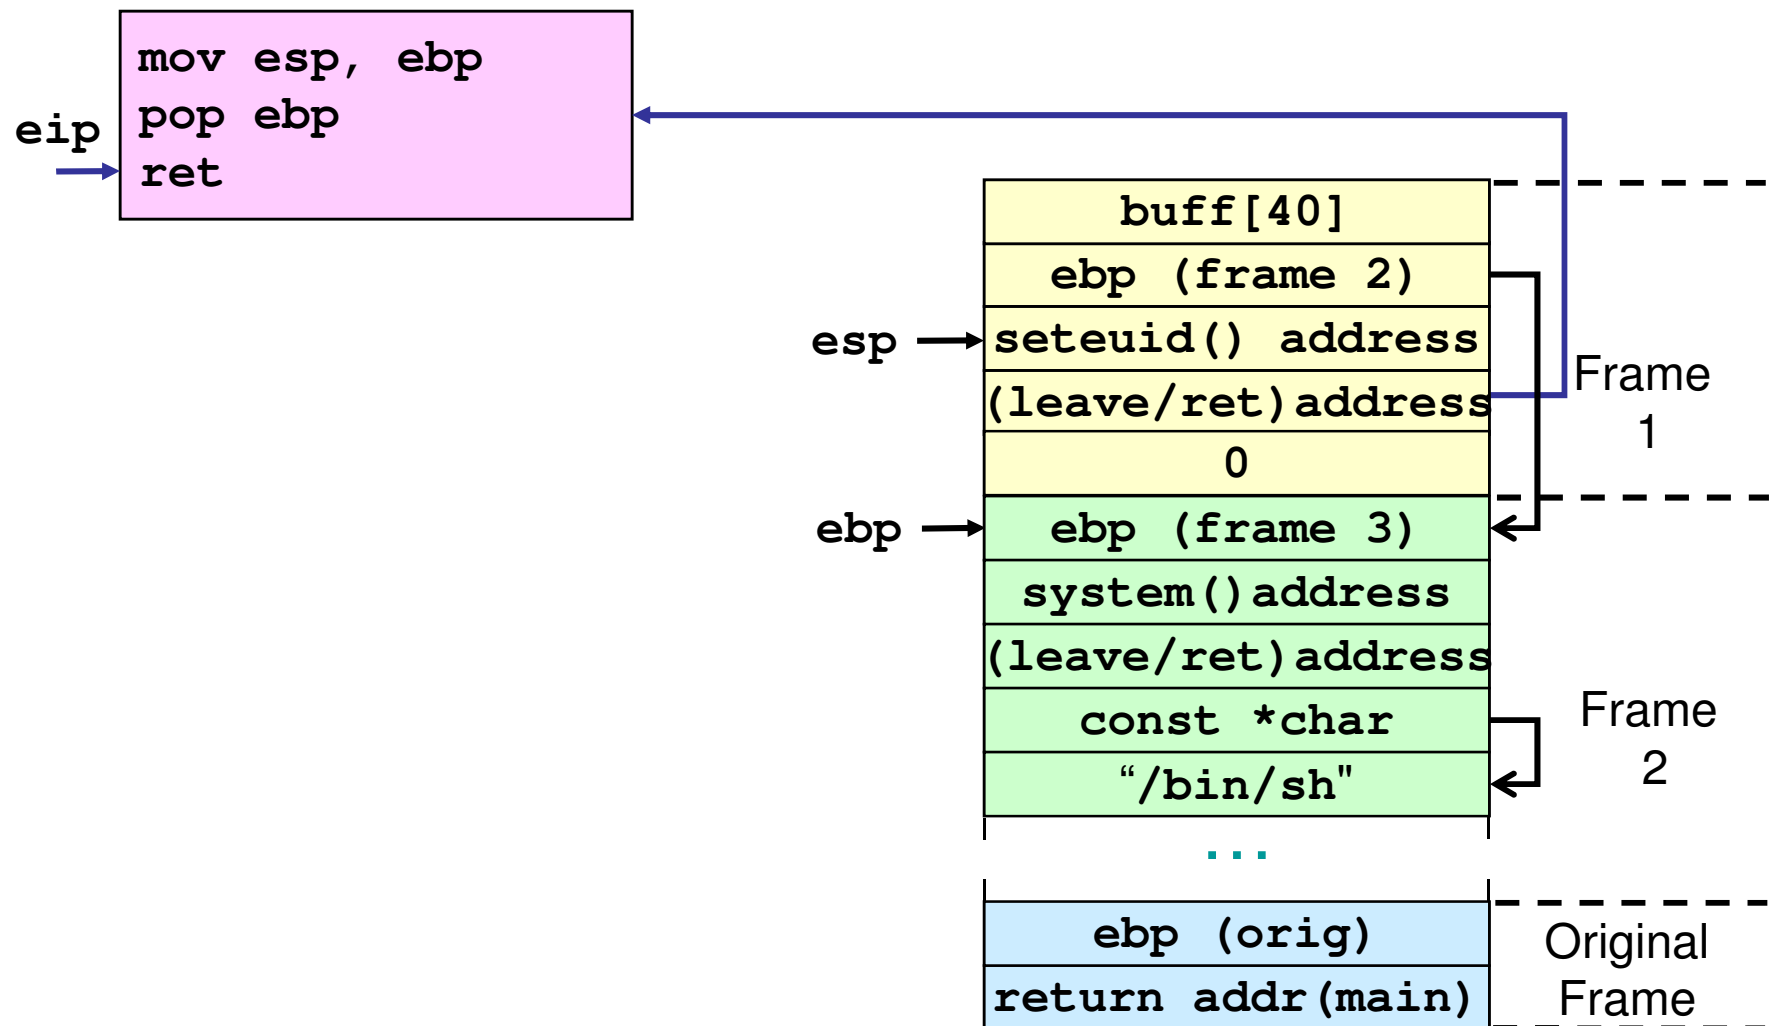 mov esp, ebp
pop ebp
ret
eip
buff[40]
ebp (frame 2)
esp
seteuid() address
(leave/ret)address
0
Frame
1
ebp
ebp (frame 3)
system()address
(leave/ret)address
const *char
“/bin/sh"
Frame
2
...
ebp (orig)
return addr(main)
Original
Frame